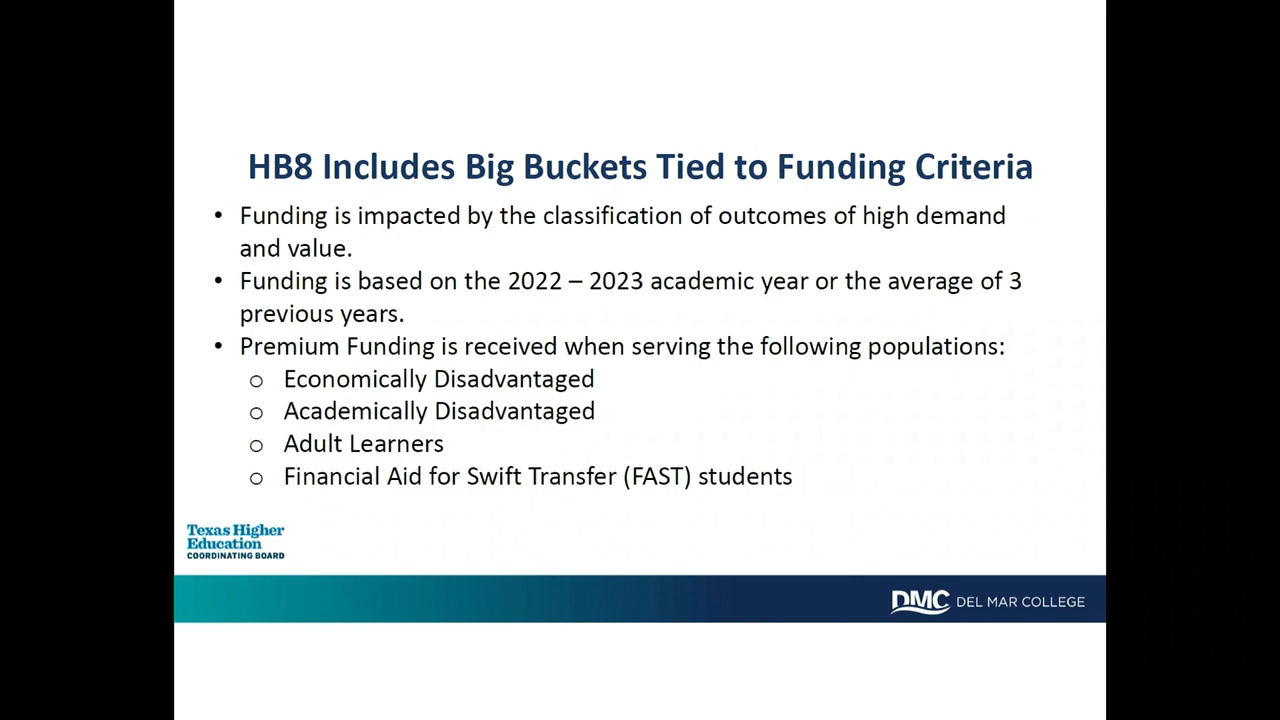 HB8 Includes Big Buckets Tied to Funding Criteria
• Funding is impacted by the classification of outcomes of high demand
and value.
• Funding is based on the 2022 – 2023 academic year or the average of 3
previous years.
• Premium Funding is received when serving the following populations:
o Economically Disadvantaged
o Academically Disadvantaged
o Adult Learners
o Financial Aid for Swift Transfer (FAST) students
Texas Higher
Education
COORDINATING BOARD
DMC DEL MAR COLLEGE